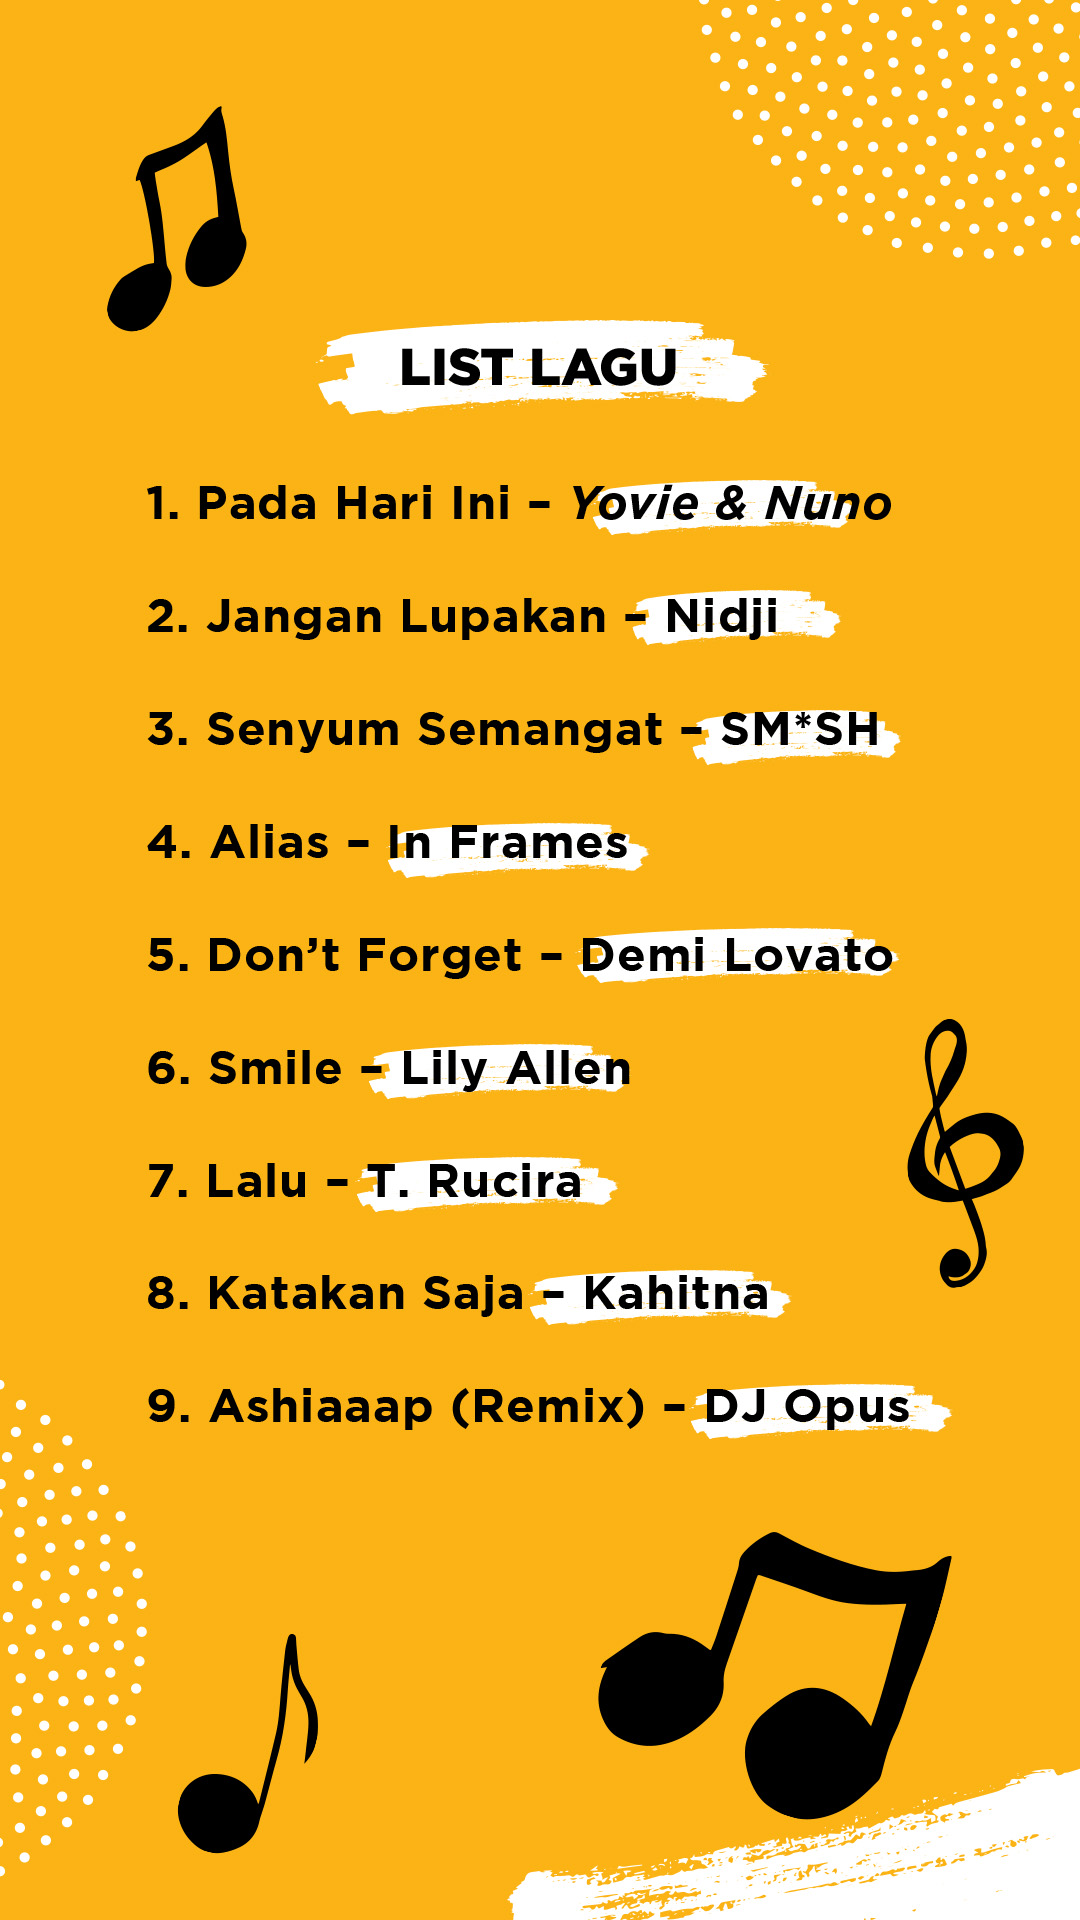 LIST LAGU
1. Pada Hari Ini – Yovie & Nuno
2. Jangan Lupakan – Nidji
3. Senyum Semangat – SM*SH
4. Alias – In Frames
5. Don’t Forget – Demi Lovato
6. Smile – Lily Allen
7. Lalu – T. Rucira
8. Katakan Saja – Kahitna
9. Ashiaaap (Remix) – DJ Opus